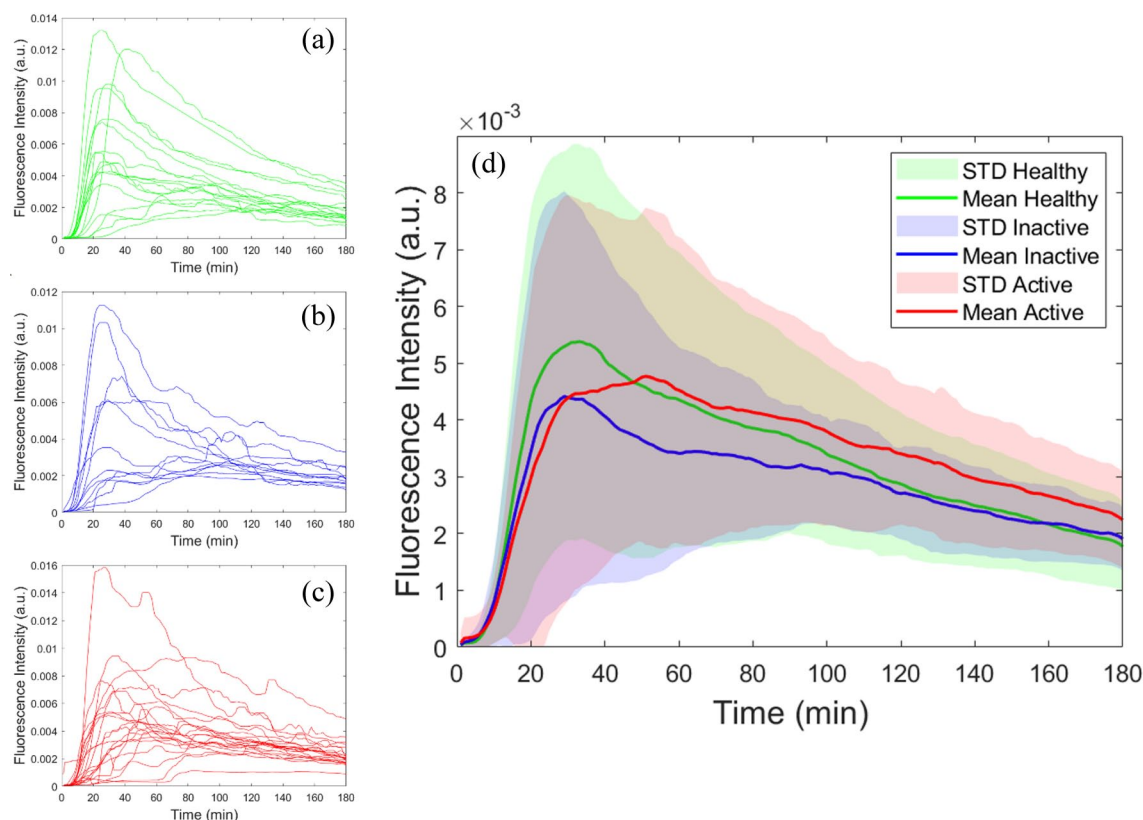 (a)
Fluorescence Intensity (a.u.)
0.014
0.012
0.01
0.008
0.006
0.004
0.002
0
0 20 40 60 80 100 120 140 160 180
Time (min)
(b)
Fluorescence Intensity (a.u.)
0.012
0.01
0.008
0.006
0.004
0.002
0
0 20 40 60 80 100 120 140 160 180
Time (min)
(c)
Fluorescence Intensity (a.u.)
0.016
0.014
0.012
0.01
0.008
0.006
0.004
0.002
0
0 20 40 60 80 100 120 140 160 180
Time (min)
×10⁻³
(d)
Fluorescence Intensity (a.u.)
8
7
6
5
4
3
2
1
0
0 20 40 60 80 100 120 140 160 180
Time (min)
STD Healthy
Mean Healthy
STD Inactive
Mean Inactive
STD Active
Mean Active